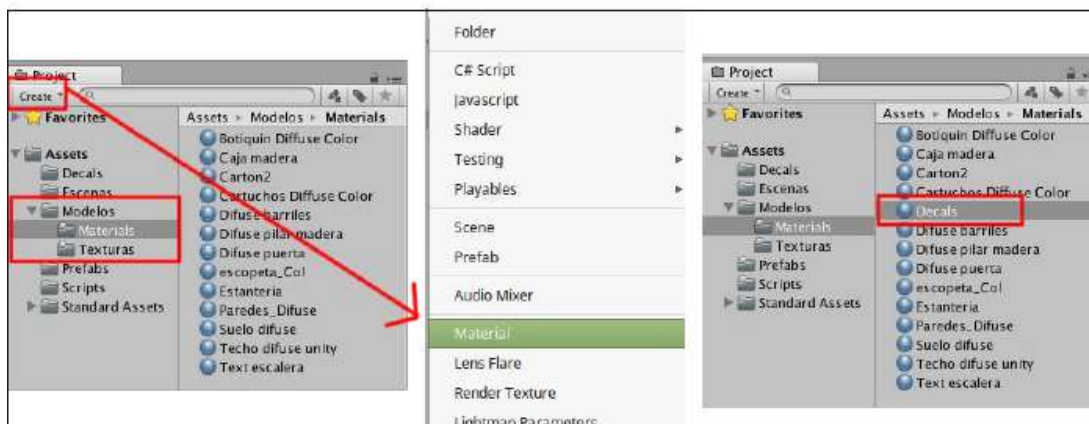 Project
Create
Favorites
Assets
Decals
Escenas
Modelos
Materials
Texturas
Prefabs
Scripts
Standard Assets
Assets ▸ Modelos ▸ Materials
Botiquin Diffuse Color
Caja madera
Carton2
Cartuchos Diffuse Color
Difuse barriles
Difuse pilar madera
Difuse puerta
escopeta_Col
Estanteria
Paredes_Difuse
Suelo difuse
Techo difuse unity
Text escalera
Folder
C# Script
Javascript
Shader
Testing
Playables
Scene
Prefab
Audio Mixer
Material
Lens Flare
Render Texture
Lightmap Parameters
Project
Create
Favorites
Assets
Decals
Escenas
Modelos
Materials
Texturas
Prefabs
Scripts
Standard Assets
Assets ▸ Modelos ▸ Materials
Botiquin Diffuse Color
Caja madera
Carton2
Cartuchos Diffuse Color
Decals
Difuse barriles
Difuse pilar madera
Difuse puerta
escopeta_Col
Estanteria
Paredes_Difuse
Suelo difuse
Techo difuse unity
Text escalera